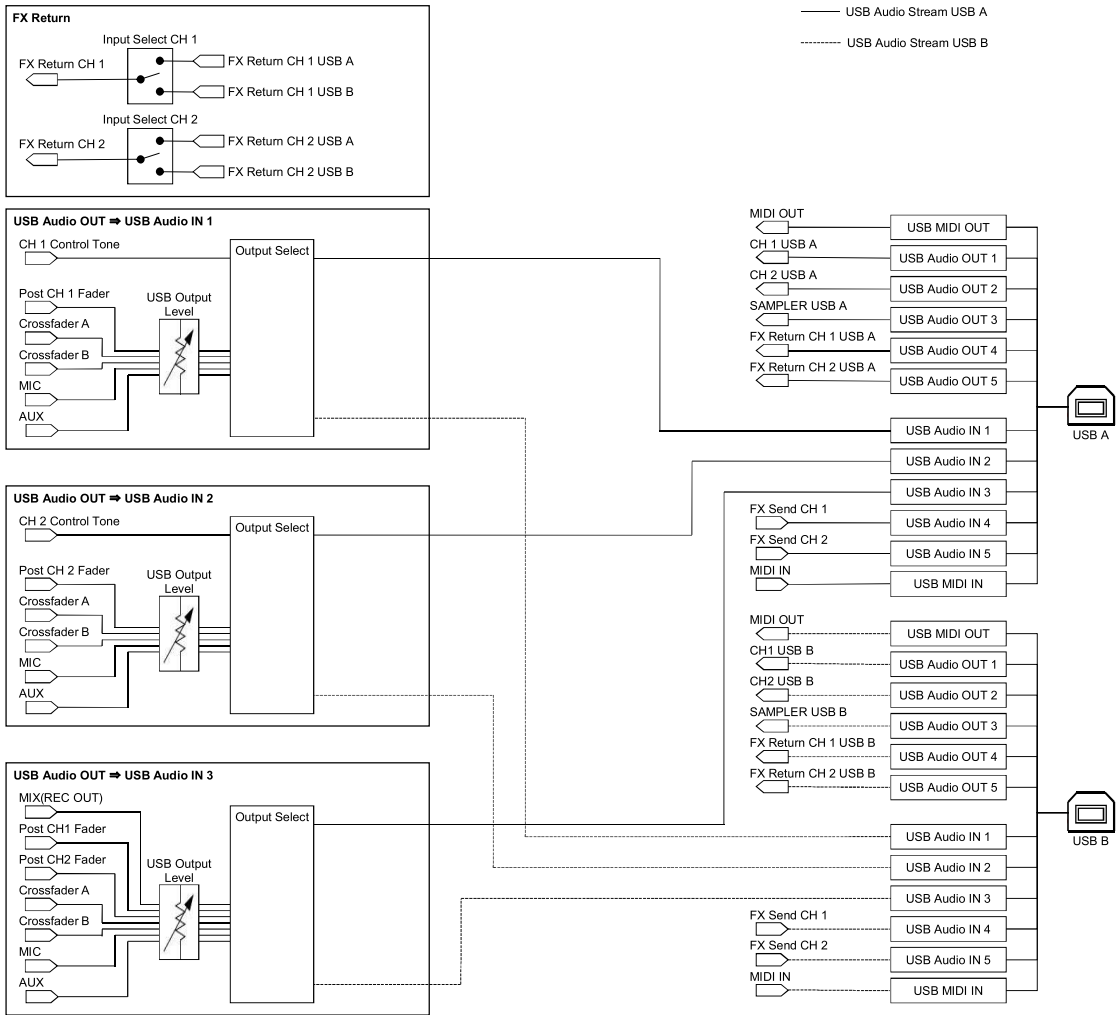 FX Return
Input Select CH 1
FX Return CH 1
FX Return CH 1 USB A
FX Return CH 1 USB B
Input Select CH 2
FX Return CH 2
FX Return CH 2 USB A
FX Return CH 2 USB B
USB Audio Stream USB A
USB Audio Stream USB B
USB Audio OUT ⇒ USB Audio IN 1
CH 1 Control Tone
Output Select
Post CH 1 Fader
USB Output
Level
Crossfader A
Crossfader B
MIC
AUX
USB Audio OUT ⇒ USB Audio IN 2
CH 2 Control Tone
Output Select
Post CH 2 Fader
USB Output
Level
Crossfader A
Crossfader B
MIC
AUX
USB Audio OUT ⇒ USB Audio IN 3
MIX(REC OUT)
Output Select
Post CH1 Fader
Post CH2 Fader
USB Output
Level
Crossfader A
Crossfader B
MIC
AUX
MIDI OUT
USB MIDI OUT
CH 1 USB A
USB Audio OUT 1
CH 2 USB A
USB Audio OUT 2
SAMPLER USB A
USB Audio OUT 3
FX Return CH 1 USB A
USB Audio OUT 4
FX Return CH 2 USB A
USB Audio OUT 5
USB A
USB Audio IN 1
USB Audio IN 2
USB Audio IN 3
FX Send CH 1
USB Audio IN 4
FX Send CH 2
USB Audio IN 5
MIDI IN
USB MIDI IN
MIDI OUT
USB MIDI OUT
CH1 USB B
USB Audio OUT 1
CH2 USB B
USB Audio OUT 2
SAMPLER USB B
USB Audio OUT 3
FX Return CH 1 USB B
USB Audio OUT 4
FX Return CH 2 USB B
USB Audio OUT 5
USB B
USB Audio IN 1
USB Audio IN 2
USB Audio IN 3
FX Send CH 1
USB Audio IN 4
FX Send CH 2
USB Audio IN 5
MIDI IN
USB MIDI IN